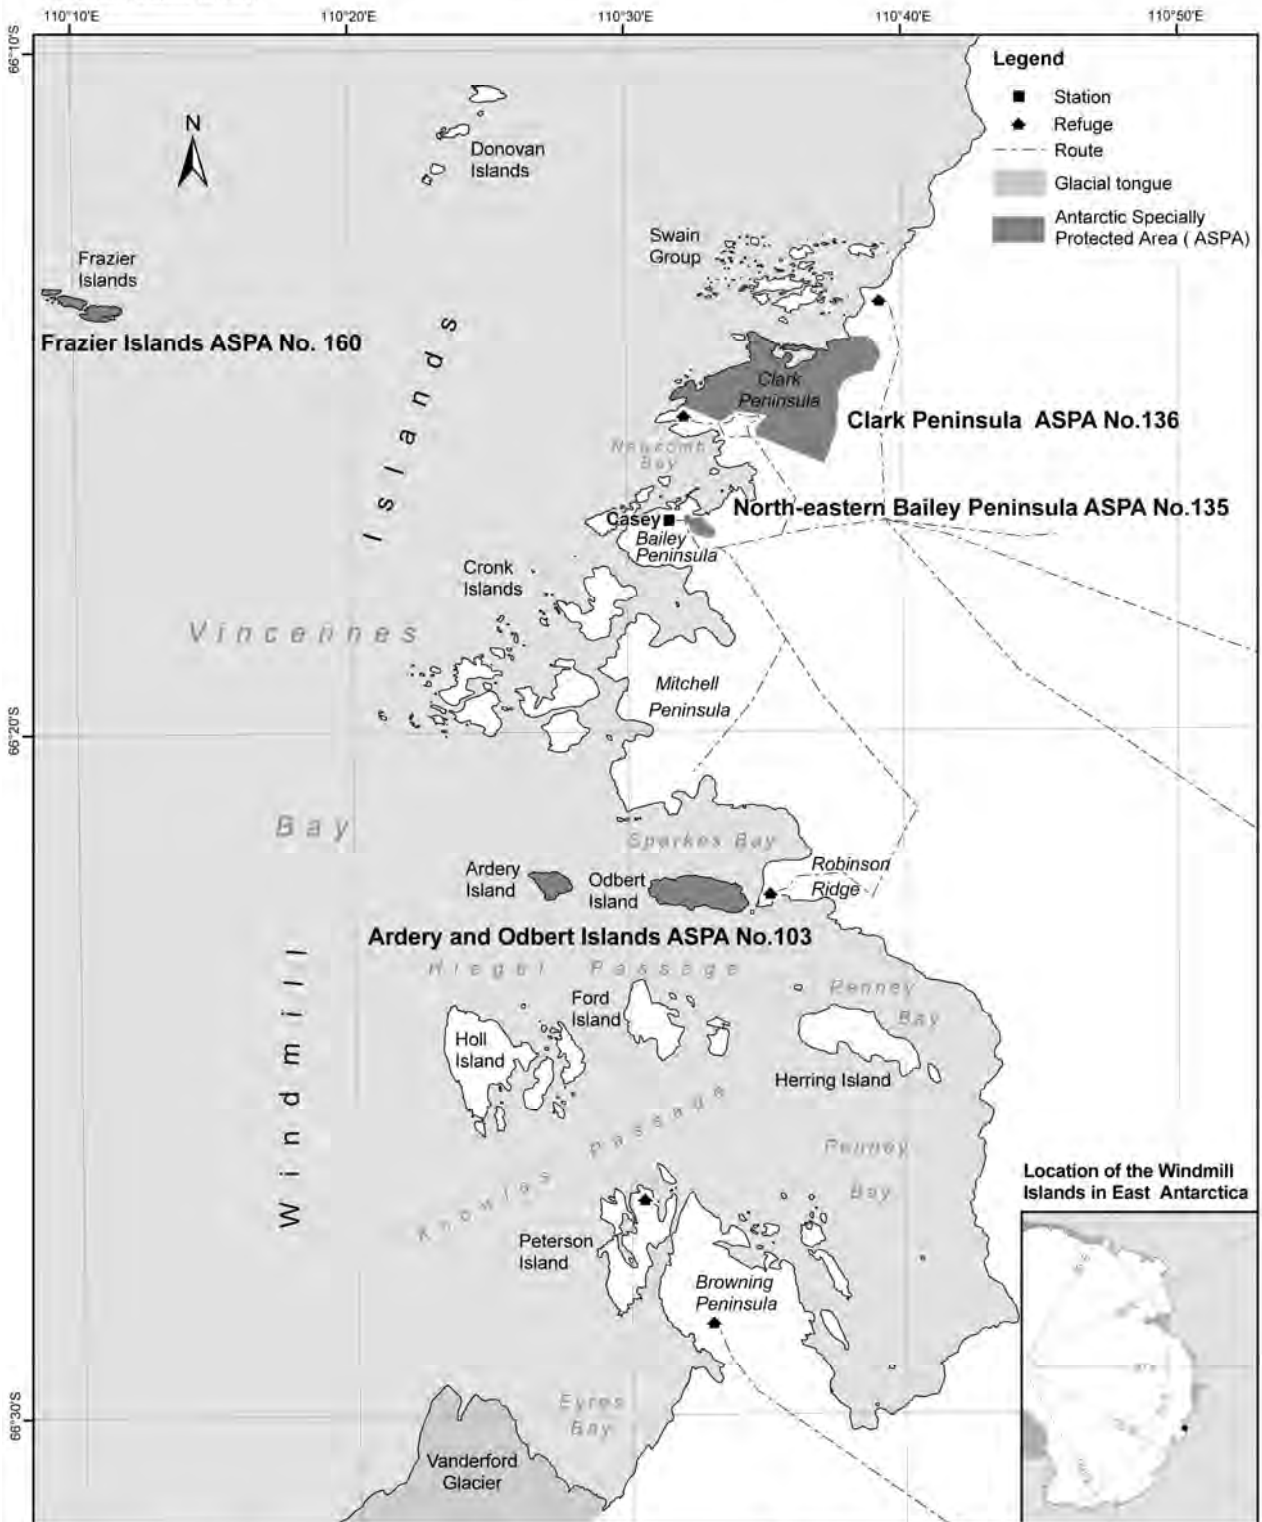 110°10'E
110°20'E
110°30'E
110°40'E
110°50'E
66°10'S
66°20'S
66°30'S
N
Legend
Station
Refuge
Route
Glacial tongue
Antarctic Specially
Protected Area ( ASPA)
Donovan
Islands
Swain
Group
Frazier
Islands
Frazier Islands ASPA No. 160
Clark
Peninsula
Clark Peninsula ASPA No.136
Newcomb
Bay
North-eastern Bailey Peninsula ASPA No.135
Casey
Bailey
Peninsula
Cronk
Islands
Vincennes
Bay
Mitchell
Peninsula
Sparkes Bay
Robinson
Ridge
Ardery
Island
Odbert
Island
Ardery and Odbert Islands ASPA No.103
Windmill
Islands
Passage
Ford
Island
Holl
Island
Penney
Bay
Herring Island
Knowles Passage
Penney
Bay
Peterson
Island
Browning
Peninsula
Eyres
Bay
Vanderford
Glacier
Location of the Windmill
Islands in East Antarctica